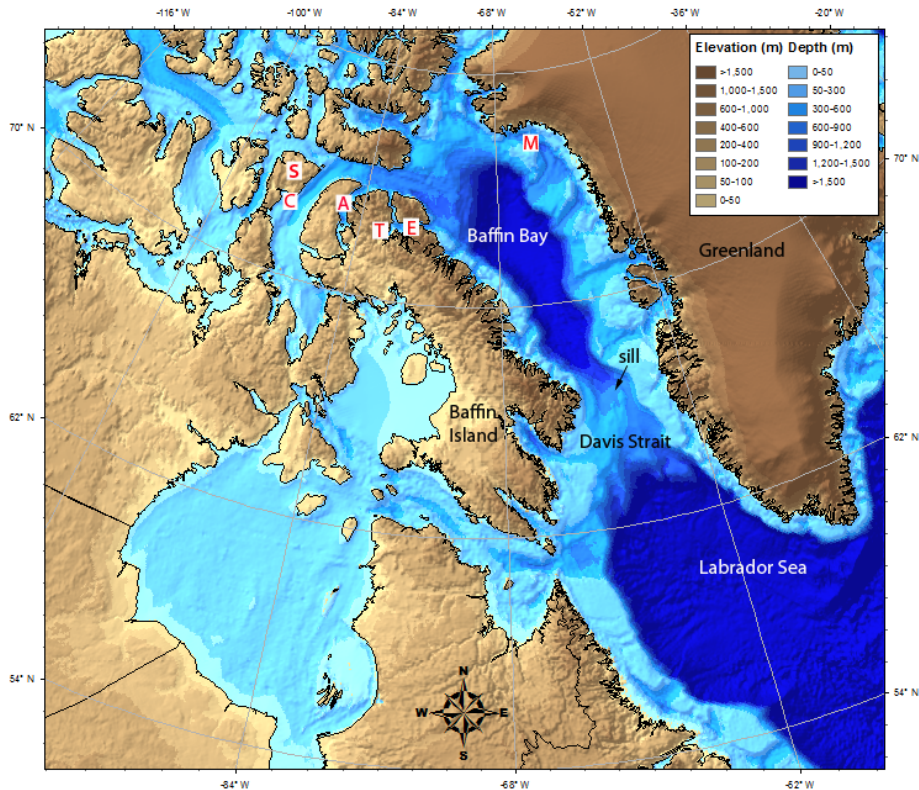 -116° W -100° W -84° W -68° W -52° W -36° W -20° W
Elevation (m) Depth (m)
>1,500 0-50
1,000-1,500 50-300
600-1,000 300-600
400-600 600-900
200-400 900-1,200
100-200 1,200-1,500
50-100 >1,500
0-50
70° N
70° N
M
S
C
A
T
E
Baffin Bay
Greenland
sill
62° N
Baffin
Island
Davis Strait
62° N
Labrador Sea
54° N
54° N
N
W E
S
-84° W -68° W -52° W